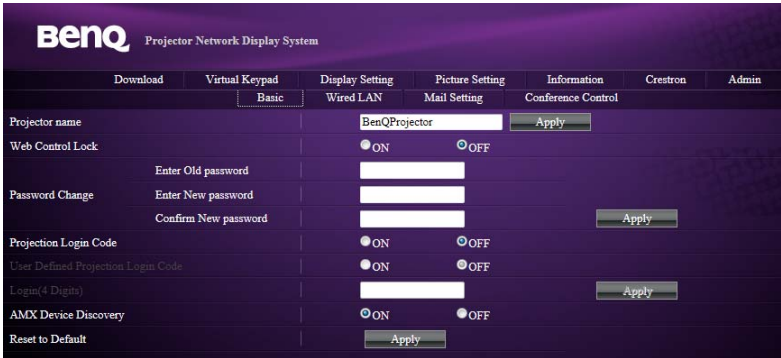 BenQ Projector Network Display System
Download Virtual Keypad Display Setting Picture Setting Information Crestron Admin
Basic Wired LAN Mail Setting Conference Control
Projector name BenQProjector Apply
Web Control Lock ON OFF
Enter Old password
Password Change Enter New password
Confirm New password Apply
Projection Login Code ON OFF
User Defined Projection Login Code ON OFF
Login(4 Digits) Apply
AMX Device Discovery ON OFF
Reset to Default Apply